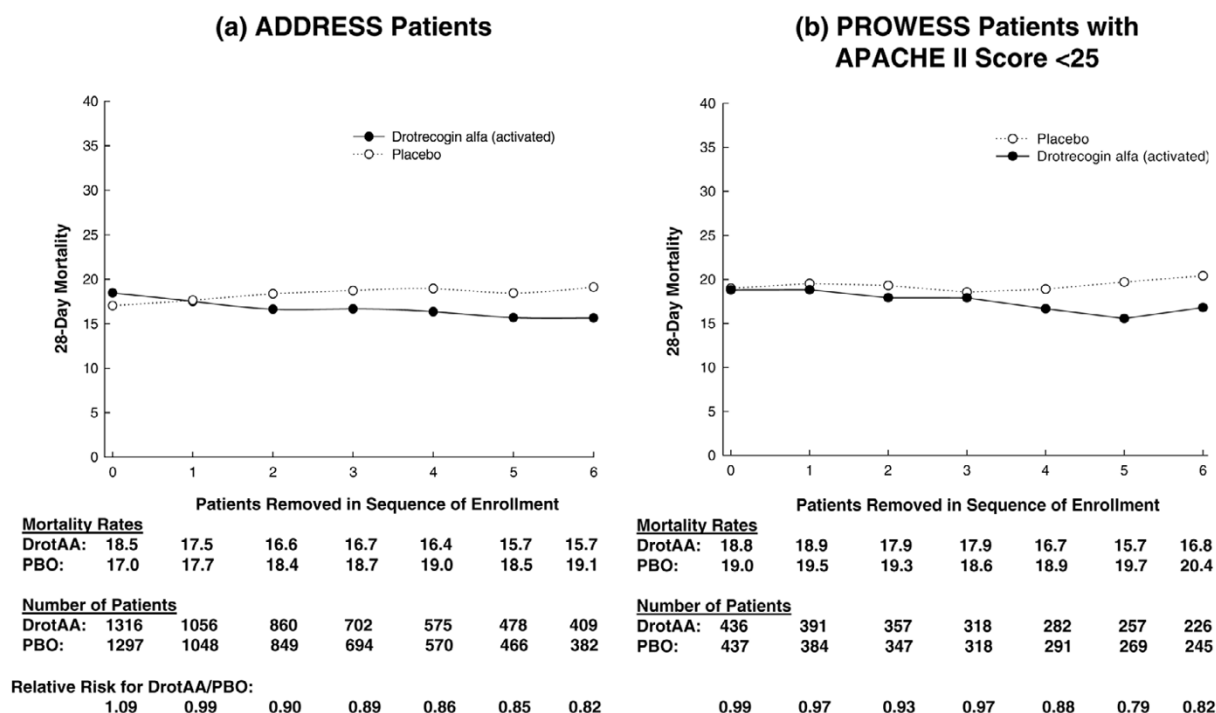 (a) ADDRESS Patients
40
35
30
25
20
15
10
5
0
28-Day Mortality
Drotrecogin alfa (activated)
Placebo
0 1 2 3 4 5 6
Patients Removed in Sequence of Enrollment
Mortality Rates
DrotAA: 18.5 17.5 16.6 16.7 16.4 15.7 15.7
PBO: 17.0 17.7 18.4 18.7 19.0 18.5 19.1
Number of Patients
DrotAA: 1316 1056 860 702 575 478 409
PBO: 1297 1048 849 694 570 466 382
Relative Risk for DrotAA/PBO:
1.09 0.99 0.90 0.89 0.86 0.85 0.82
(b) PROWESS Patients with
APACHE II Score <25
40
35
30
25
20
15
10
5
0
28-Day Mortality
Placebo
Drotrecogin alfa (activated)
0 1 2 3 4 5 6
Patients Removed in Sequence of Enrollment
Mortality Rates
DrotAA: 18.8 18.9 17.9 17.9 16.7 15.7 16.8
PBO: 19.0 19.5 19.3 18.6 18.9 19.7 20.4
Number of Patients
DrotAA: 436 391 357 318 282 257 226
PBO: 437 384 347 318 291 269 245
0.99 0.97 0.93 0.97 0.88 0.79 0.82